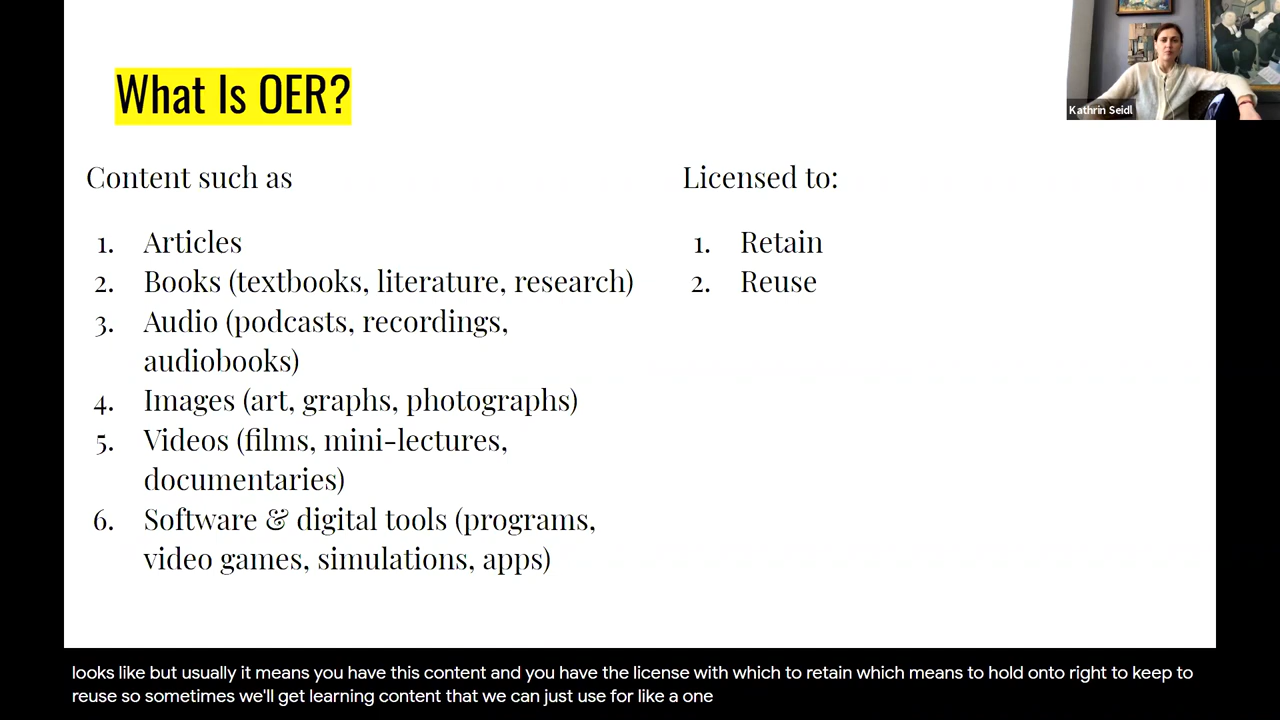 What Is OER?
Kathrin Seidl
Content such as
1. Articles
2. Books (textbooks, literature, research)
3. Audio (podcasts, recordings,
audiobooks)
4. Images (art, graphs, photographs)
5. Videos (films, mini-lectures,
documentaries)
6. Software & digital tools (programs,
video games, simulations, apps)
Licensed to:
1. Retain
2. Reuse
looks like but usually it means you have this content and you have the license with which to retain which means to hold onto right to keep to
reuse so sometimes we'll get learning content that we can just use for like a one